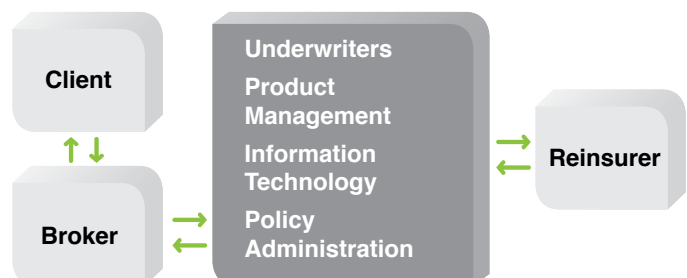 Client
Broker
Underwriters
Product
Management
Information
Technology
Policy
Administration
Reinsurer